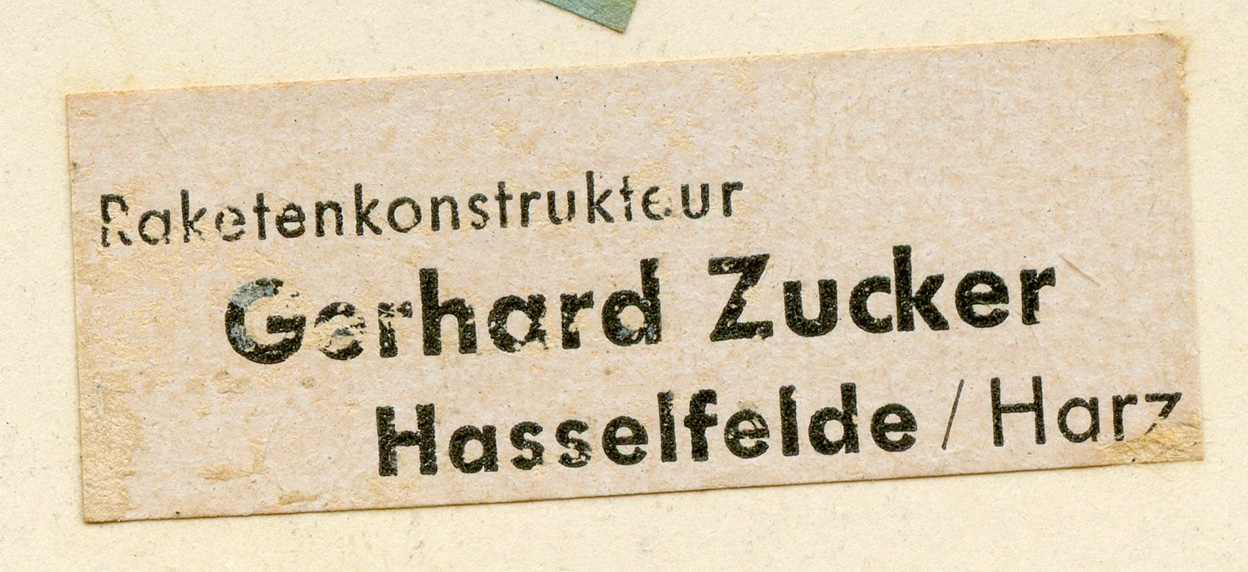 Raketenkonstrukteur
Gerhard Zucker
Hasselfelde / Harz